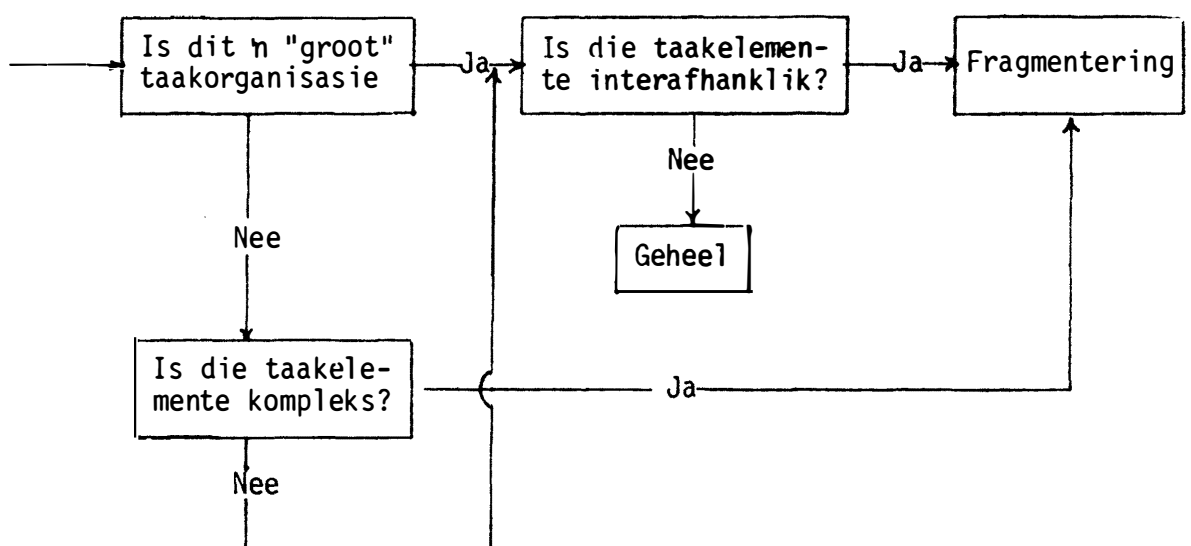 Is dit 'n "groot"
taakorganisasie
Ja
Is die taakelemen-
te interafhanklik?
Ja
Fragmentering
Nee
Geheel
Nee
Is die taakele-
mente kompleks?
Ja
Nee